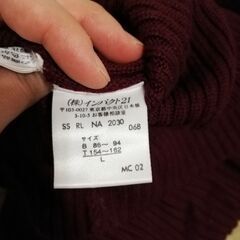 (株)インパクト21
〒103-0027 東京都中央区日本橋
3-10-5 お客様相談室
SS RL NA 2030
06B
サイズ
B 86～94
T 154～162
L
MC 02